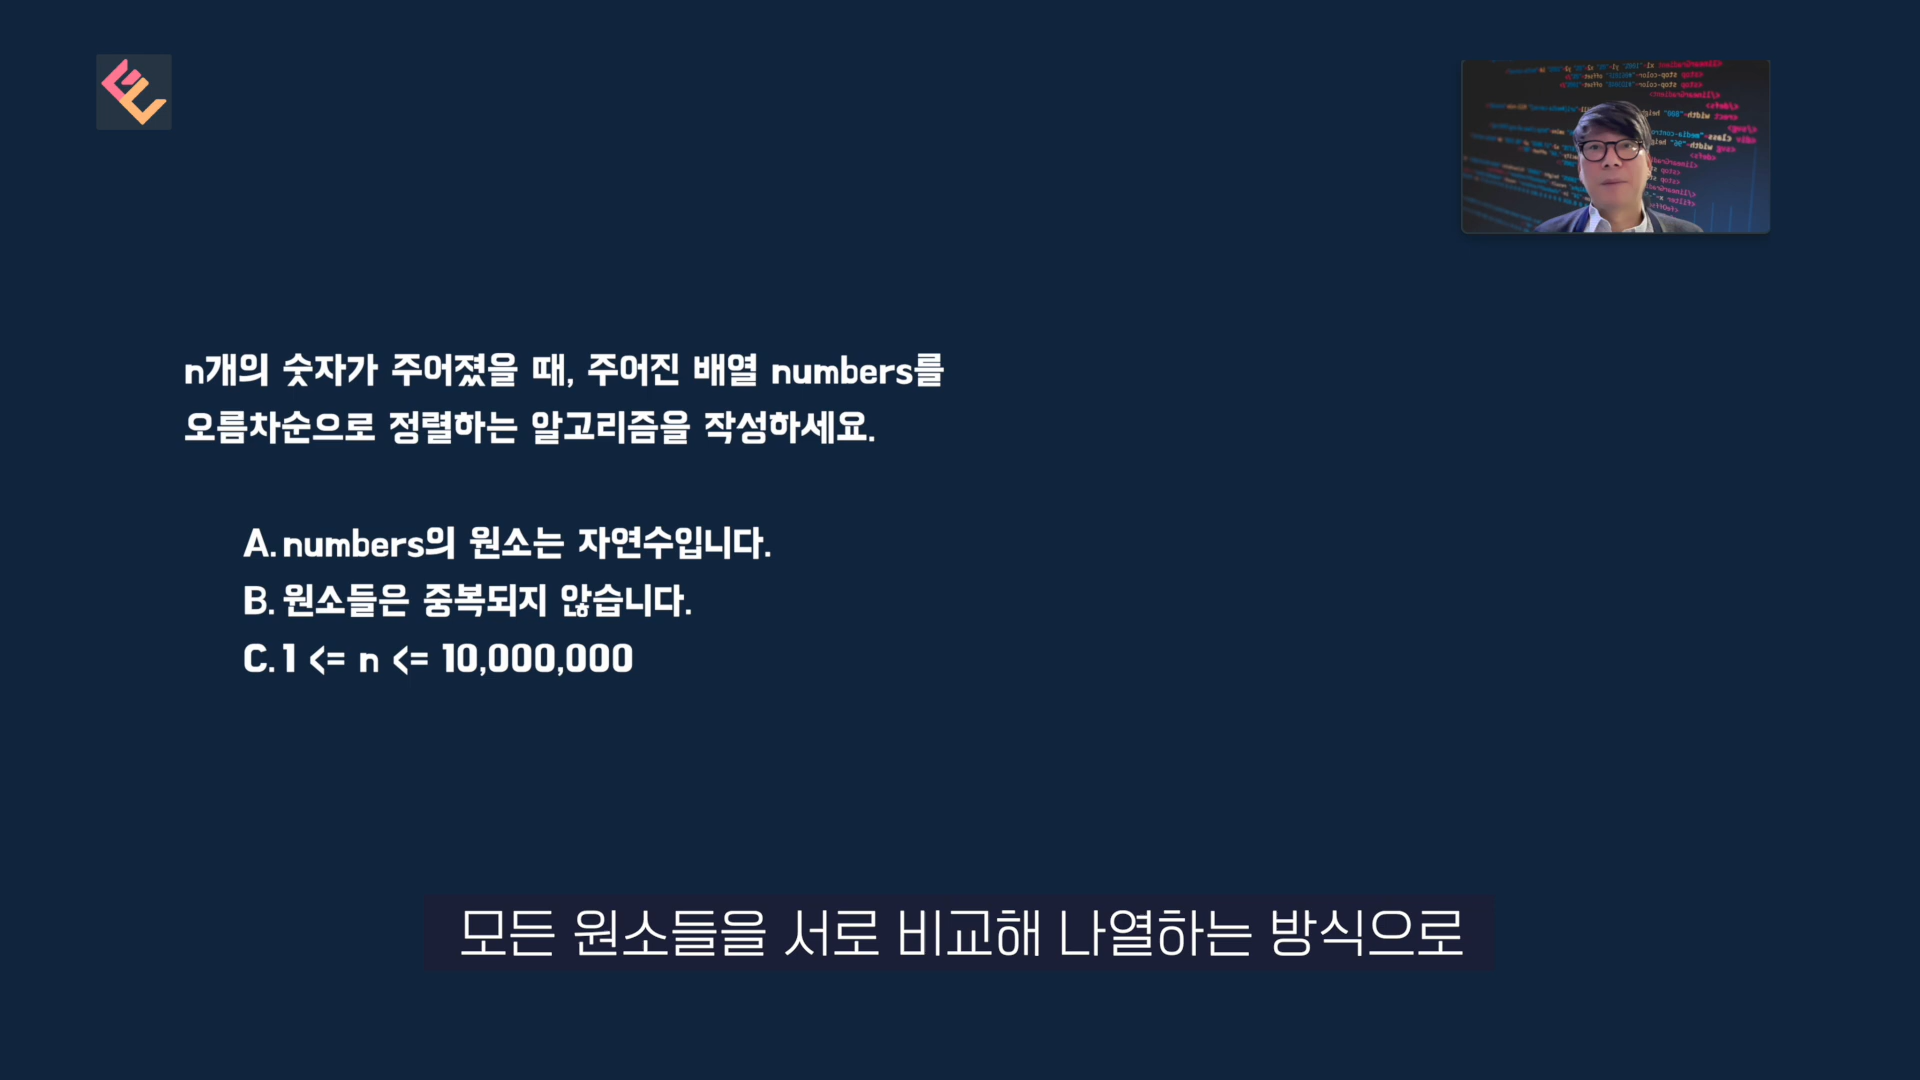 n개의 숫자가 주어졌을 때, 주어진 배열 numbers를
오름차순으로 정렬하는 알고리즘을 작성하세요.
A. numbers의 원소는 자연수입니다.
B. 원소들은 중복되지 않습니다.
C. 1 <= n <= 10,000,000
모든 원소들을 서로 비교해 나열하는 방식으로